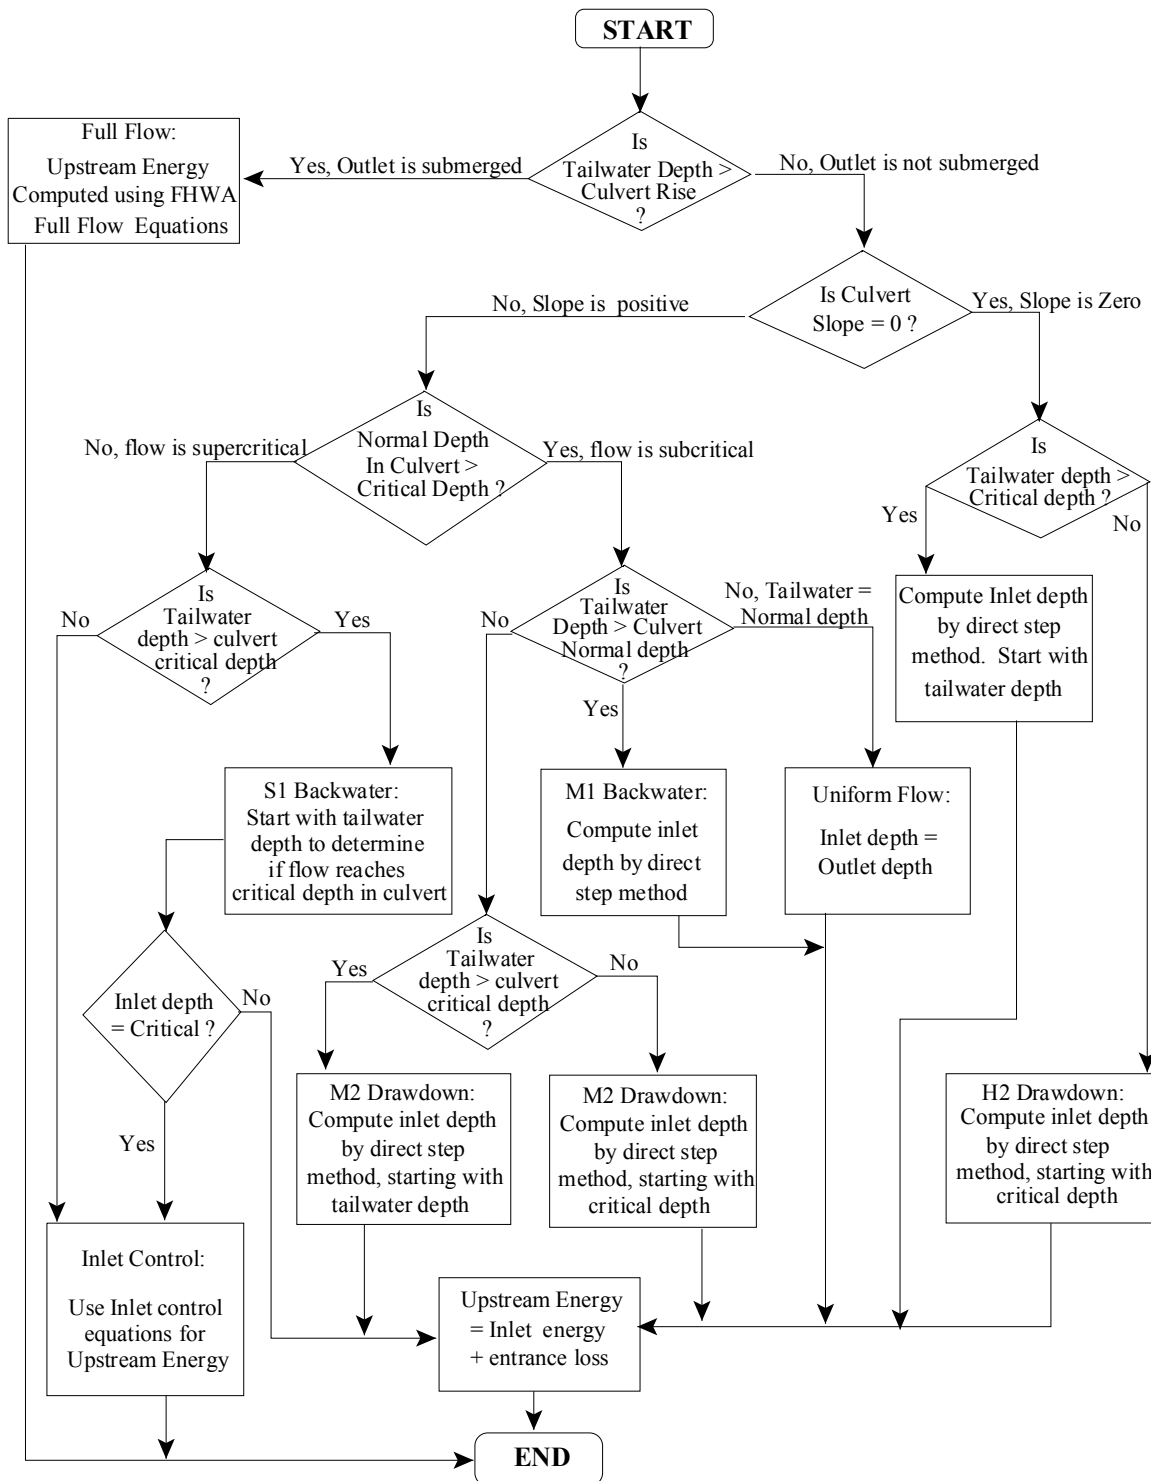 START
Full Flow:
Upstream Energy
Computed using FHWA
Full Flow Equations
Yes, Outlet is submerged
Is
Tailwater Depth >
Culvert Rise
?
No, Outlet is not submerged
No, Slope is positive
Is Culvert
Slope = 0 ?
Yes, Slope is Zero
No, flow is supercritical
Is
Normal Depth
In Culvert >
Critical Depth ?
Yes, flow is subcritical
Is
Tailwater depth >
Critical depth ?
Yes
No
No
Is
Tailwater
depth > culvert
critical depth
?
Yes
No
Is
Tailwater
Depth > Culvert
Normal depth
?
No, Tailwater =
Normal depth
Yes
Compute Inlet depth
by direct step
method. Start with
tailwater depth
S1 Backwater:
Start with tailwater
depth to determine
if flow reaches
critical depth in culvert
M1 Backwater:
Compute inlet
depth by direct
step method
Uniform Flow:
Inlet depth =
Outlet depth
Inlet depth
= Critical ?
No
Yes
Yes
Is
Tailwater
depth > culvert
critical depth
?
No
M2 Drawdown:
Compute inlet depth
by direct step
method, starting with
tailwater depth
M2 Drawdown:
Compute inlet depth
by direct step
method, starting with
critical depth
H2 Drawdown:
Compute inlet depth
by direct step
method, starting with
critical depth
Inlet Control:
Use Inlet control
equations for
Upstream Energy
Upstream Energy
= Inlet energy
+ entrance loss
END